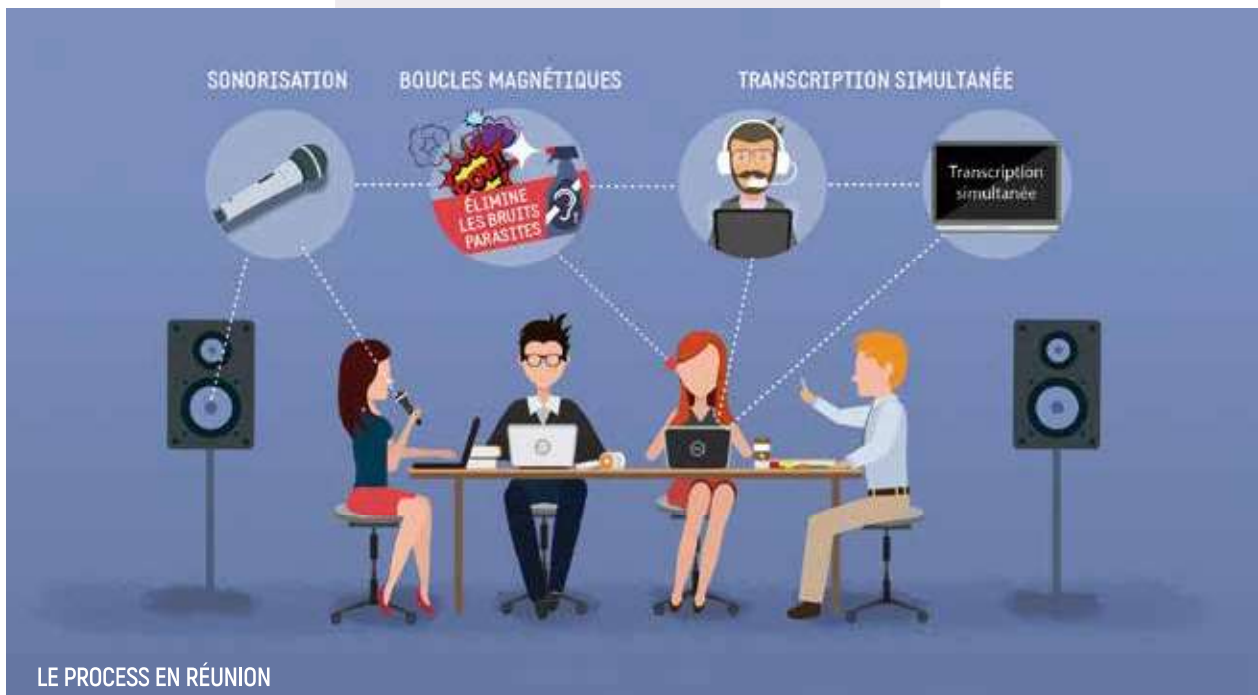 SONORISATION
BOUCLES MAGNÉTIQUES
TRANSCRIPTION SIMULTANÉE
POW!!
ÉLIMINE
LES BRUITS
PARASITES
Transcription
simultanée
LE PROCESS EN RÉUNION